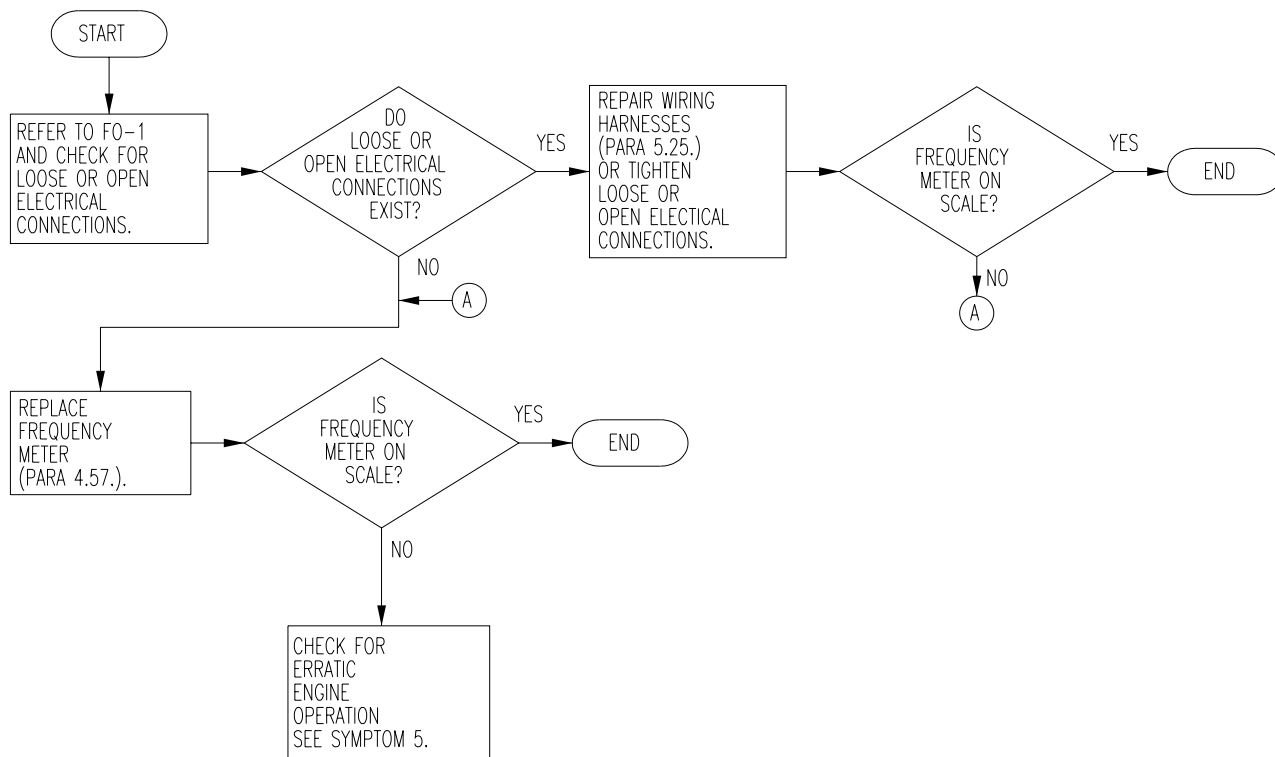 START
REFER TO FO-1
AND CHECK FOR
LOOSE OR OPEN
ELECTRICAL
CONNECTIONS.
DO
LOOSE OR
OPEN ELECTRICAL
CONNECTIONS
EXIST?
YES
NO
A
REPAIR WIRING
HARNESSES
(PARA 5.25.)
OR TIGHTEN
LOOSE OR
OPEN ELECTICAL
CONNECTIONS.
IS
FREQUENCY
METER ON
SCALE?
YES
END
NO
A
REPLACE
FREQUENCY
METER
(PARA 4.57.).
IS
FREQUENCY
METER ON
SCALE?
YES
END
NO
CHECK FOR
ERRATIC
ENGINE
OPERATION
SEE SYMPTOM 5.